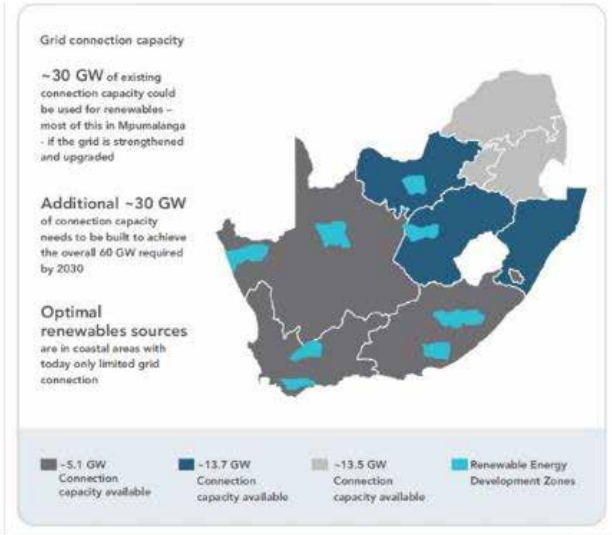 Grid connection capacity
~30 GW of existing
connection capacity could
be used for renewables –
most of this in Mpumalanga
- if the grid is strengthened
and upgraded
Additional ~30 GW
of connection capacity
needs to be built to achieve
the overall 60 GW required
by 2030
Optimal
renewables sources
are in coastal areas with
today only limited grid
connection
~5.1 GW
Connection
capacity available
~13.7 GW
Connection
capacity available
~13.5 GW
Connection
capacity available
Renewable Energy
Development Zones